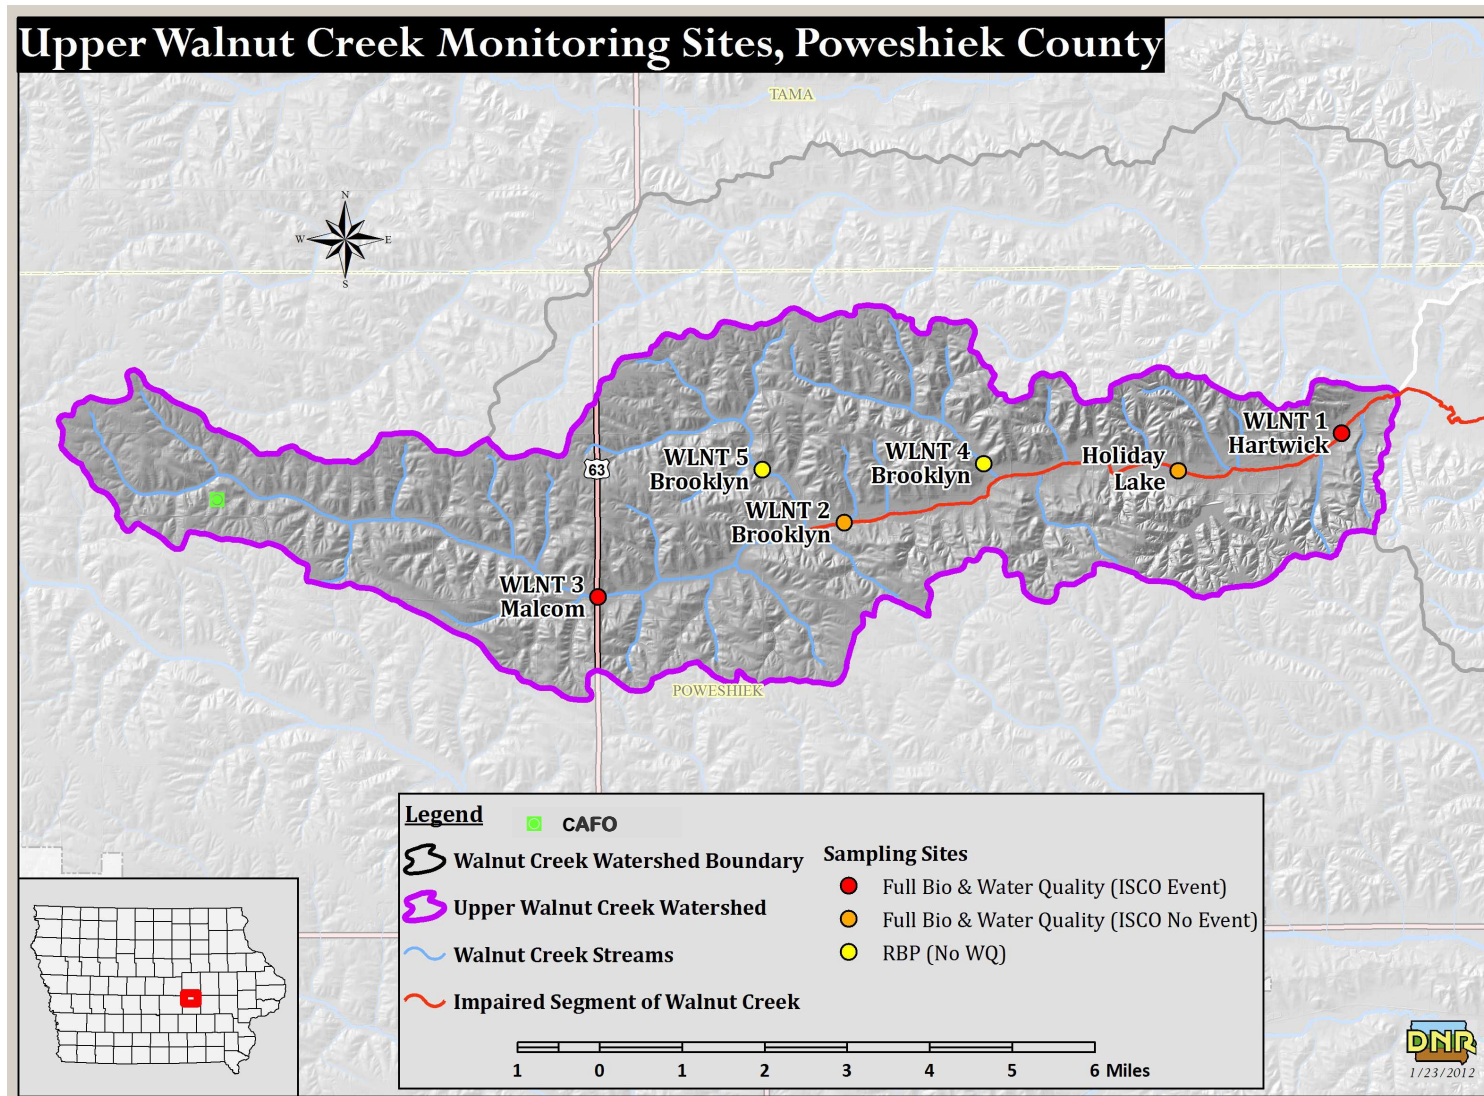 Upper Walnut Creek Monitoring Sites, Poweshiek County
TAMA
N
W
E
S
WLNT 1
Hartwick
63
WLNT 5
Brooklyn
WLNT 4
Brooklyn
Holiday
Lake
WLNT 2
Brooklyn
WLNT 3
Malcom
POWESHIEK
Legend
CAFO
Walnut Creek Watershed Boundary
Upper Walnut Creek Watershed
Walnut Creek Streams
Impaired Segment of Walnut Creek
Sampling Sites
Full Bio & Water Quality (ISCO Event)
Full Bio & Water Quality (ISCO No Event)
RBP (No WQ)
1 0 1 2 3 4 5 6 Miles
DNR
1/23/2012